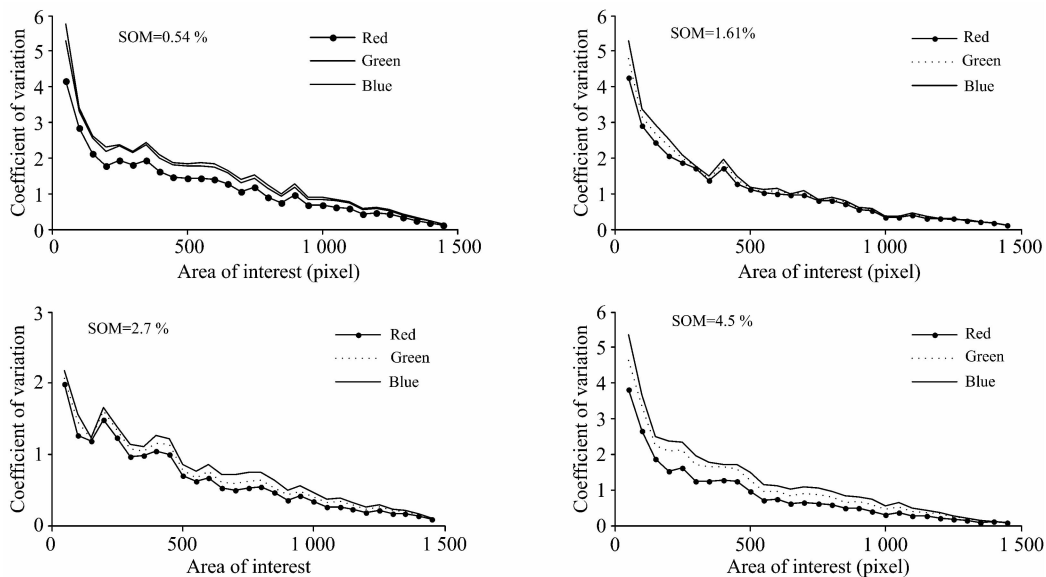 SOM=0.54 %
Red
Green
Blue
Coefficient of variation
6
5
4
3
2
1
0
0
500
1 000
1 500
Area of interest (pixel)
SOM=1.61%
Red
Green
Blue
Coefficient of variation
6
5
4
3
2
1
0
0
500
1 000
1 500
Area of interest (pixel)
SOM=2.7 %
Red
Green
Blue
Coefficient of variation
3
2
1
0
0
500
1 000
1 500
Area of interest
SOM=4.5 %
Red
Green
Blue
Coefficient of variation
6
5
4
3
2
1
0
0
500
1 000
1 500
Area of interest (pixel)